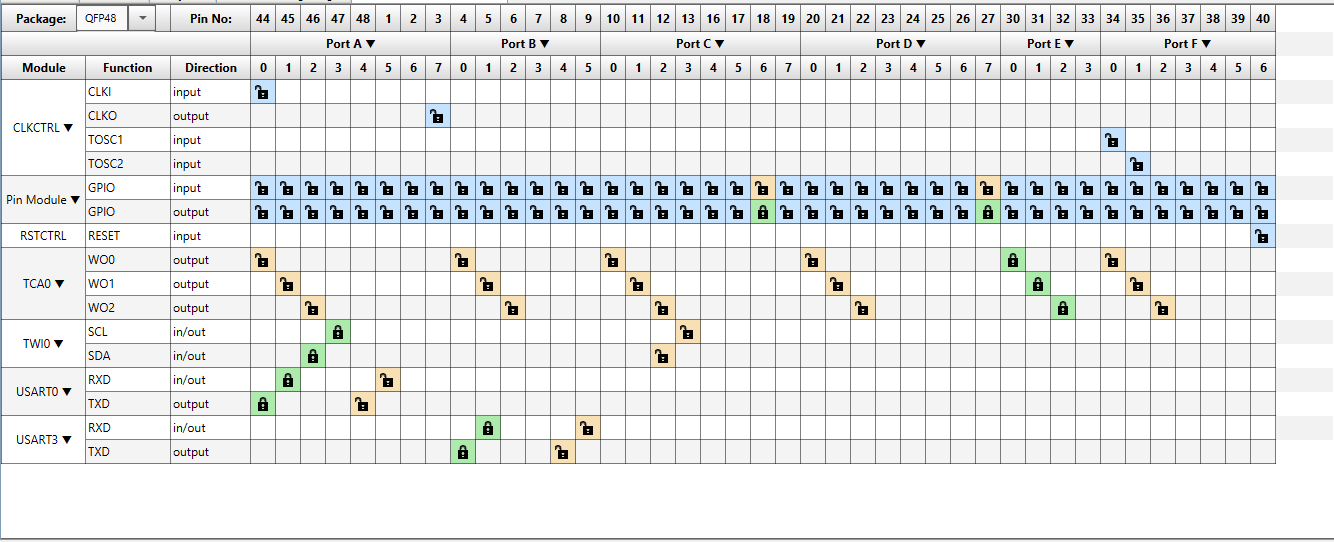 Package: QFP48 Pin No: 44 45 46 47 48 1 2 3 4 5 6 7 8 9 10 11 12 13 14 15 16 17 18 19 20 21 22 23 24 25 26 27 30 31 32 33 34 35 36 37 38 39 40
Port A ▼ Port B ▼ Port C ▼ Port D ▼ Port E ▼ Port F ▼
Module Function Direction 0 1 2 3 4 5 6 7 0 1 2 3 4 5 0 1 2 3 4 5 6 7 0 1 2 3 4 5 6 7 0 1 2 3 0 1 2 3 4 5 6
CLKCTRL ▼
CLKI input
CLKO output
TOSC1 input
TOSC2 input
Pin Module ▼
GPIO input
GPIO output
RSTCTRL RESET input
TCA0 ▼
WO0 output
WO1 output
WO2 output
TWI0 ▼
SCL in/out
SDA in/out
USART0 ▼
RXD in/out
TXD output
USART3 ▼
RXD in/out
TXD output